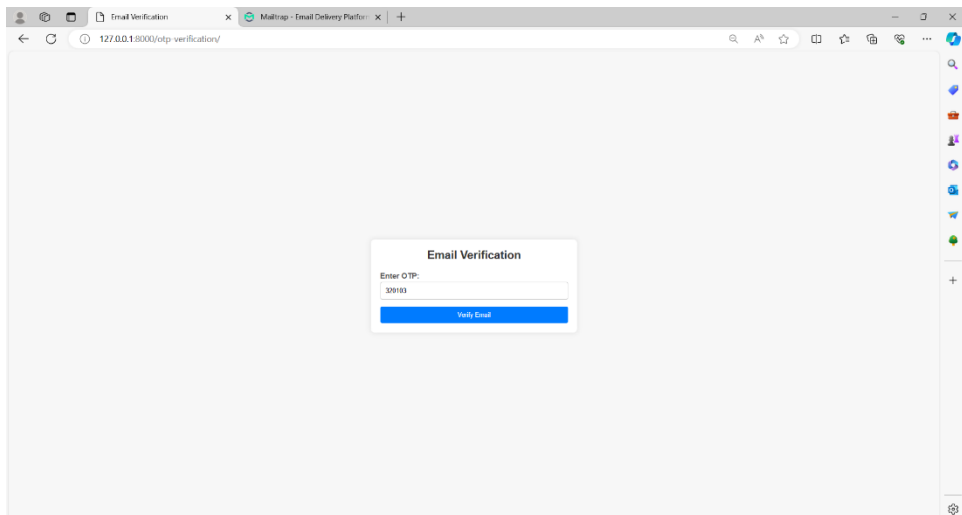 Email Verification
Mailtrap - Email Delivery Platform
127.0.0.1:8000/otp-verification/
Email Verification
Enter OTP:
320103
Verify Email